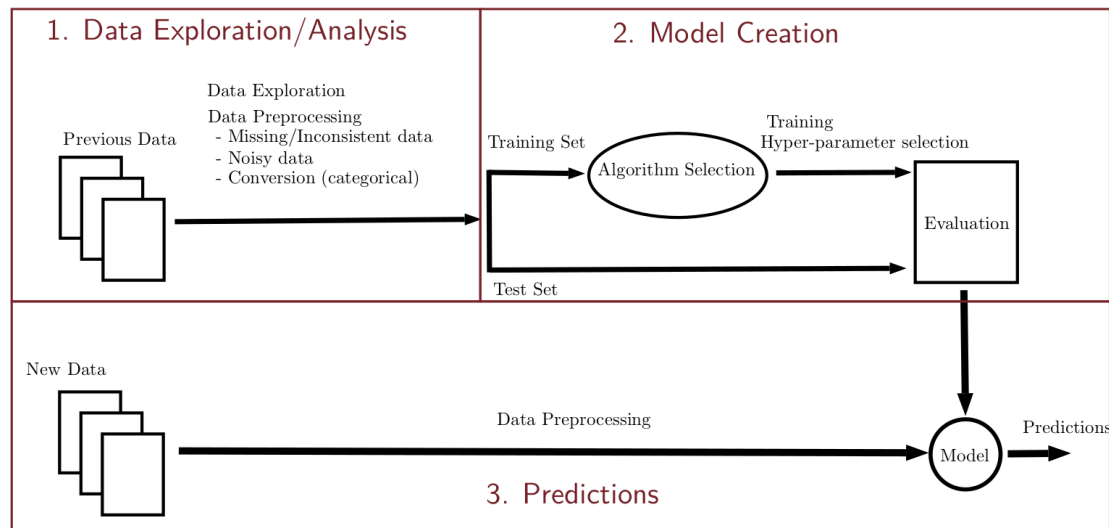 1. Data Exploration/Analysis
Data Exploration
Data Preprocessing
- Missing/Inconsistent data
- Noisy data
- Conversion (categorical)
Previous Data
2. Model Creation
Training Set
Algorithm Selection
Training
Hyper-parameter selection
Evaluation
Test Set
New Data
Data Preprocessing
Model
Predictions
3. Predictions